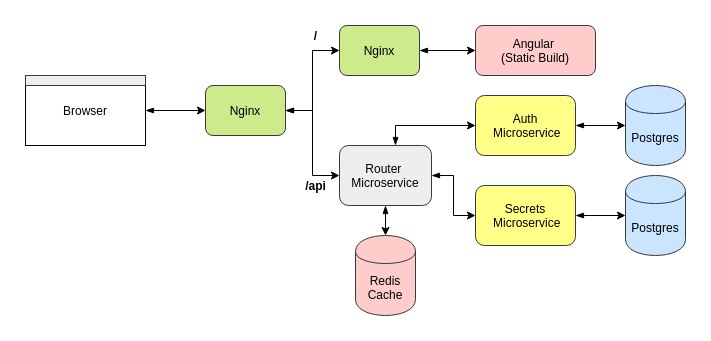 /
Nginx
Angular
(Static Build)
Browser
Nginx
Auth
Microservice
Postgres
Router
Microservice
/api
Secrets
Microservice
Postgres
Redis
Cache